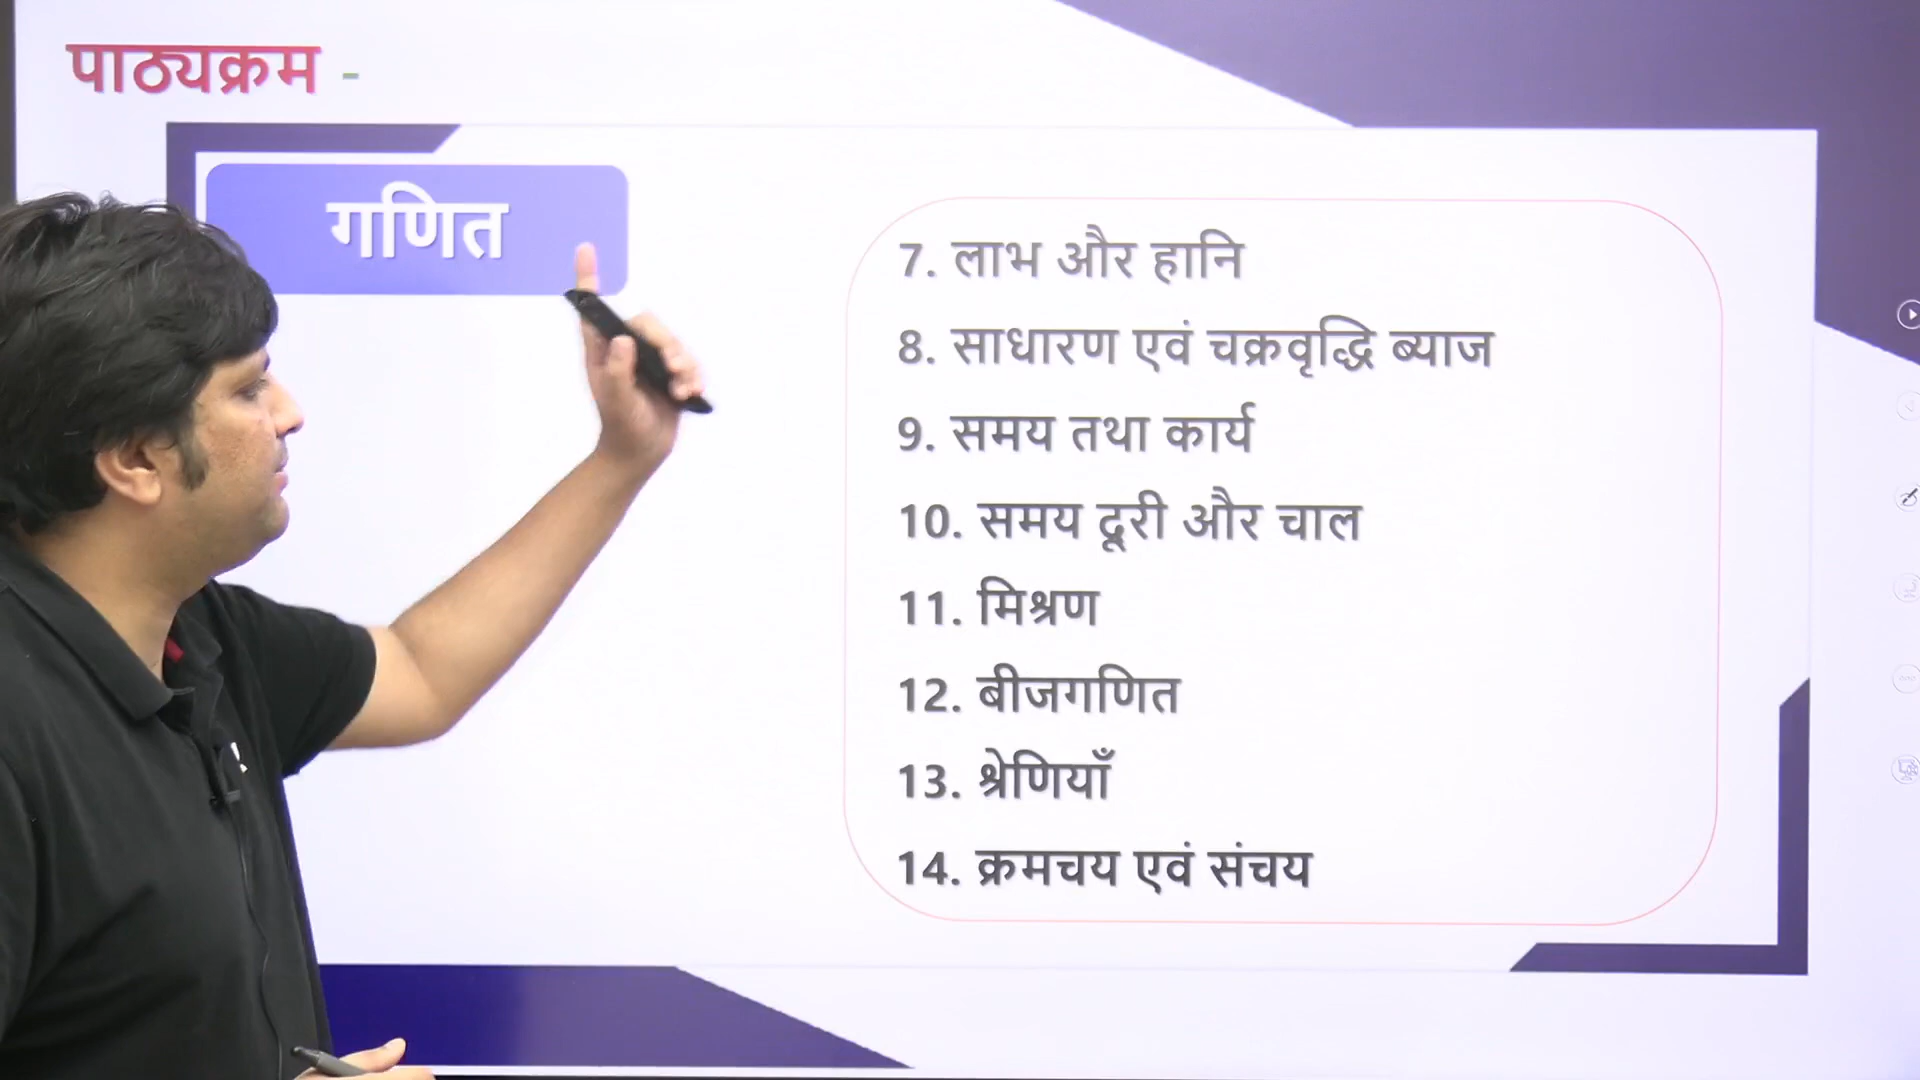 पाठ्यक्रम -
गणित
7. लाभ और हानि
8. साधारण एवं चक्रवृद्धि ब्याज
9. समय तथा कार्य
10. समय दूरी और चाल
11. मिश्रण
12. बीजगणित
13. श्रेणियाँ
14. क्रमचय एवं संचय